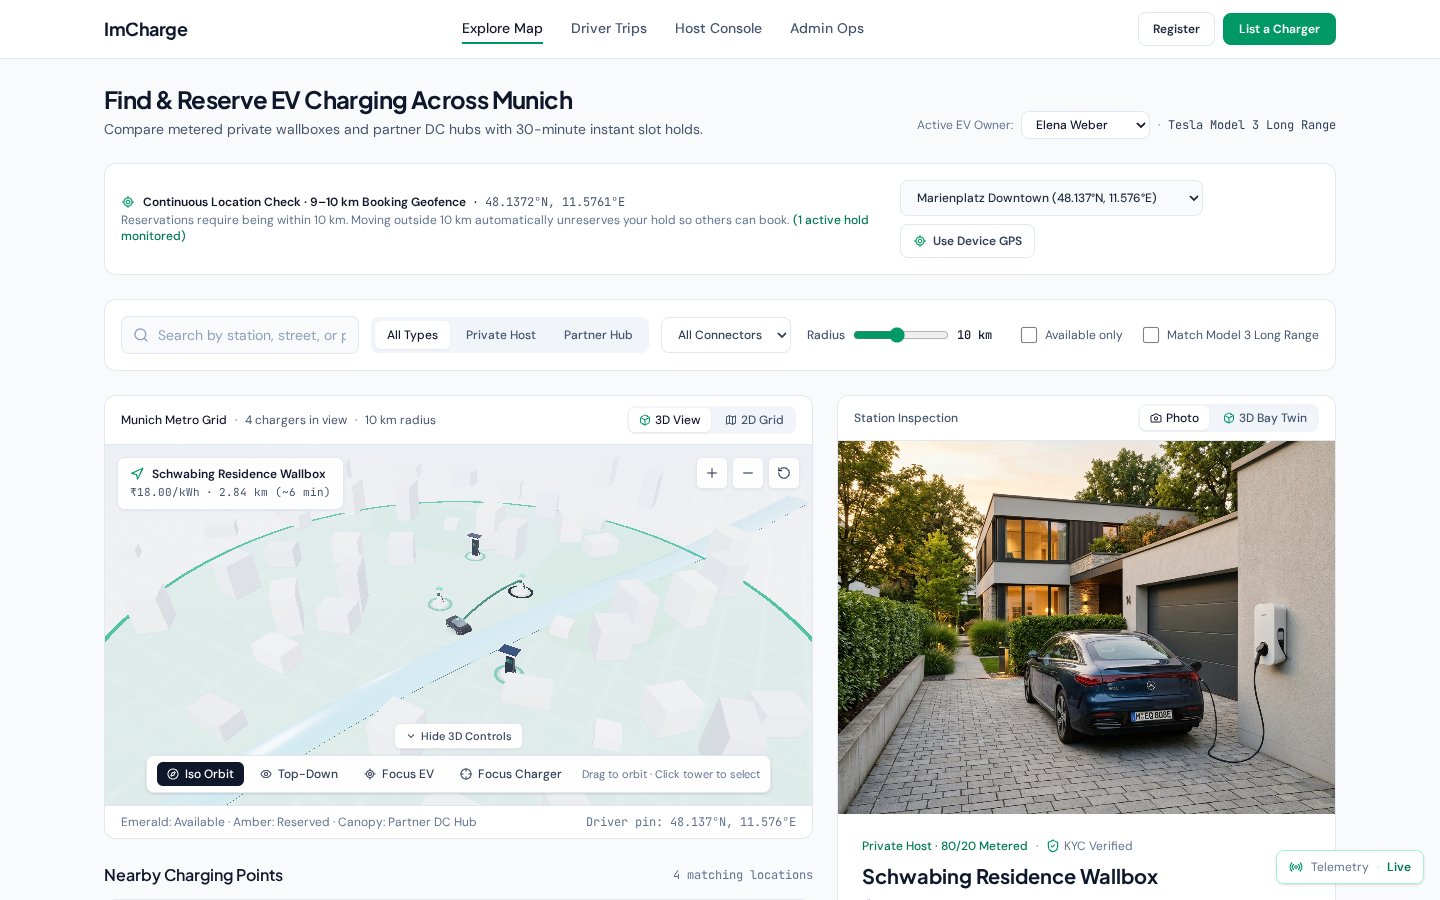 ImCharge
Explore Map
Driver Trips
Host Console
Admin Ops
Register
List a Charger
Find & Reserve EV Charging Across Munich
Compare metered private wallboxes and partner DC hubs with 30-minute instant slot holds.
Active EV Owner:
Elena Weber
· Tesla Model 3 Long Range
Continuous Location Check · 9–10 km Booking Geofence · 48.1372°N, 11.5761°E
Reservations require being within 10 km. Moving outside 10 km automatically unreserves your hold so others can book. (1 active hold
monitored)
Marienplatz Downtown (48.137°N, 11.576°E)
Use Device GPS
Search by station, street, or p
All Types
Private Host
Partner Hub
All Connectors
Radius
10 km
Available only
Match Model 3 Long Range
Munich Metro Grid · 4 chargers in view · 10 km radius
3D View
2D Grid
Schwabing Residence Wallbox
₹18.00/kWh · 2.84 km (~6 min)
Hide 3D Controls
Iso Orbit
Top-Down
Focus EV
Focus Charger
Drag to orbit · Click tower to select
Emerald: Available · Amber: Reserved · Canopy: Partner DC Hub
Driver pin: 48.137°N, 11.576°E
Nearby Charging Points
4 matching locations
Station Inspection
Photo
3D Bay Twin
Private Host · 80/20 Metered · KYC Verified
Schwabing Residence Wallbox
Telemetry · Live